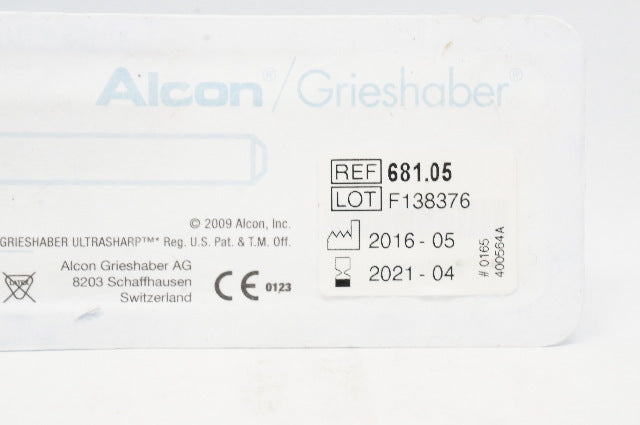 Alcon® / Grieshaber®
REF 681.05
LOT F138376
2016 - 05
2021 - 04
# 0165
400564A
© 2009 Alcon, Inc.
GRIESHABER ULTRASHARP™* Reg. U.S. Pat. & T.M. Off.
LATEX
Alcon Grieshaber AG
8203 Schaffhausen
Switzerland
CE 0123